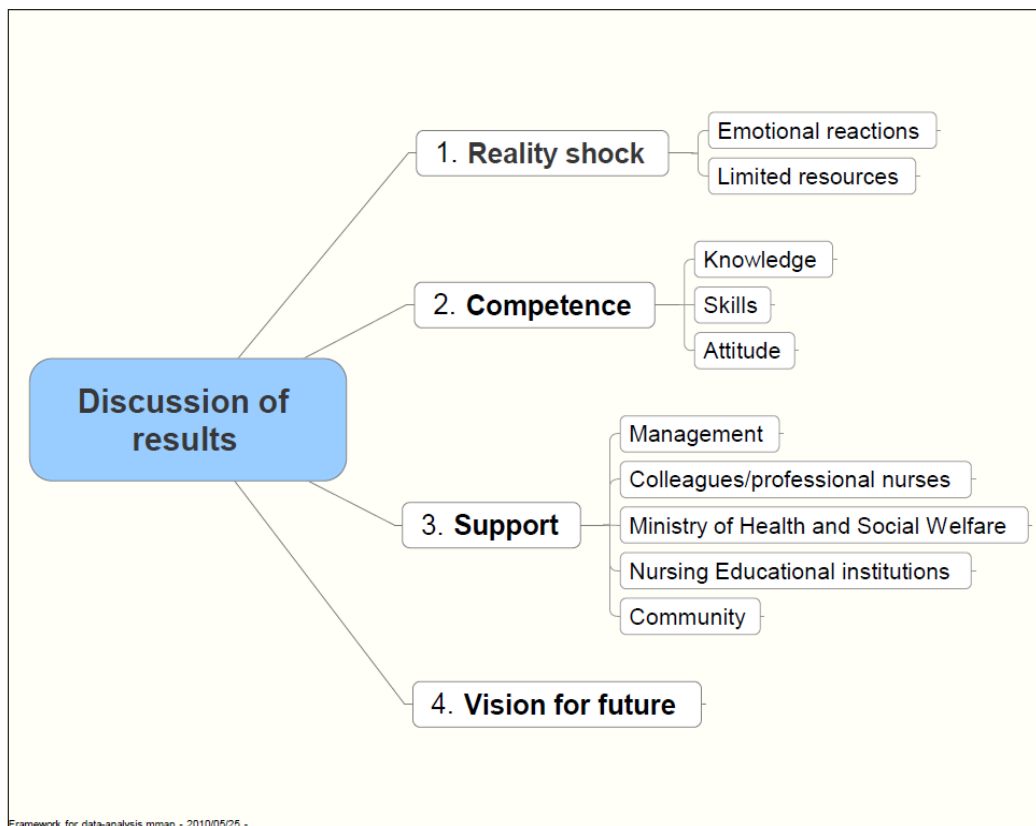 Discussion of
results
1. Reality shock
Emotional reactions
Limited resources
2. Competence
Knowledge
Skills
Attitude
3. Support
Management
Colleagues/professional nurses
Ministry of Health and Social Welfare
Nursing Educational institutions
Community
4. Vision for future
Framework for data-analysis.mmap - 2010/05/25 -